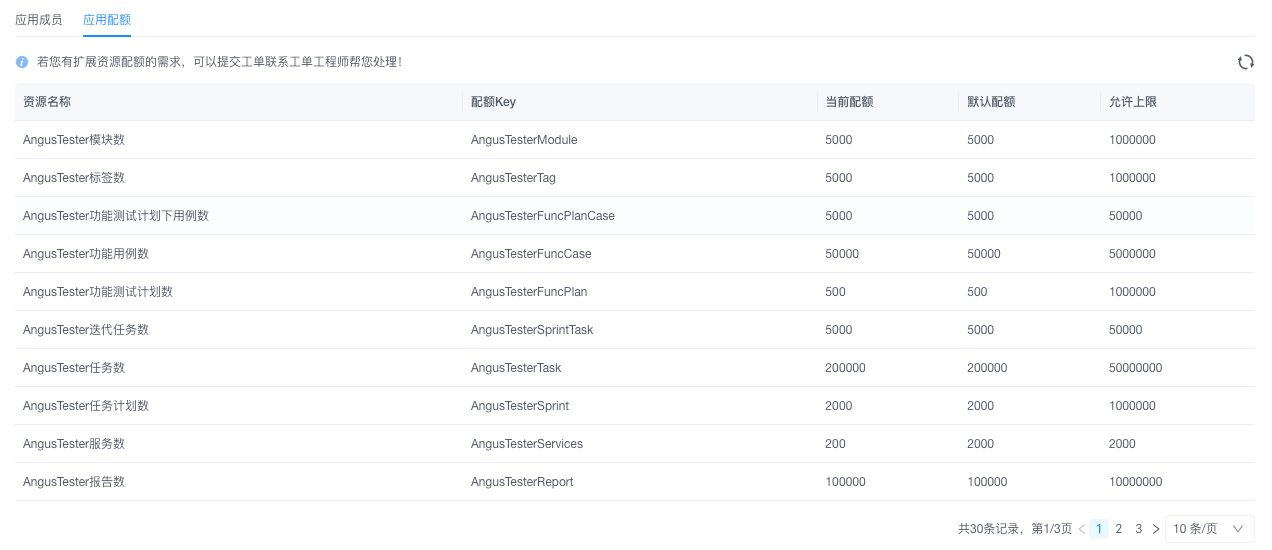 应用成员 应用配额
若您有扩展资源配额的需求，可以提交工单联系工单工程师帮您处理！
资源名称 配额Key 当前配额 默认配额 允许上限
AngusTester模块数 AngusTesterModule 5000 5000 1000000
AngusTester标签数 AngusTesterTag 5000 5000 1000000
AngusTester功能测试计划下用例数 AngusTesterFuncPlanCase 5000 5000 50000
AngusTester功能用例数 AngusTesterFuncCase 50000 50000 5000000
AngusTester功能测试计划数 AngusTesterFuncPlan 500 500 1000000
AngusTester迭代任务数 AngusTesterSprintTask 5000 5000 50000
AngusTester任务数 AngusTesterTask 200000 200000 50000000
AngusTester任务计划数 AngusTesterSprint 2000 2000 1000000
AngusTester服务数 AngusTesterServices 200 2000 2000
AngusTester报告数 AngusTesterReport 100000 100000 10000000
共30条记录，第1/3页 < 1 2 3 > 10 条/页